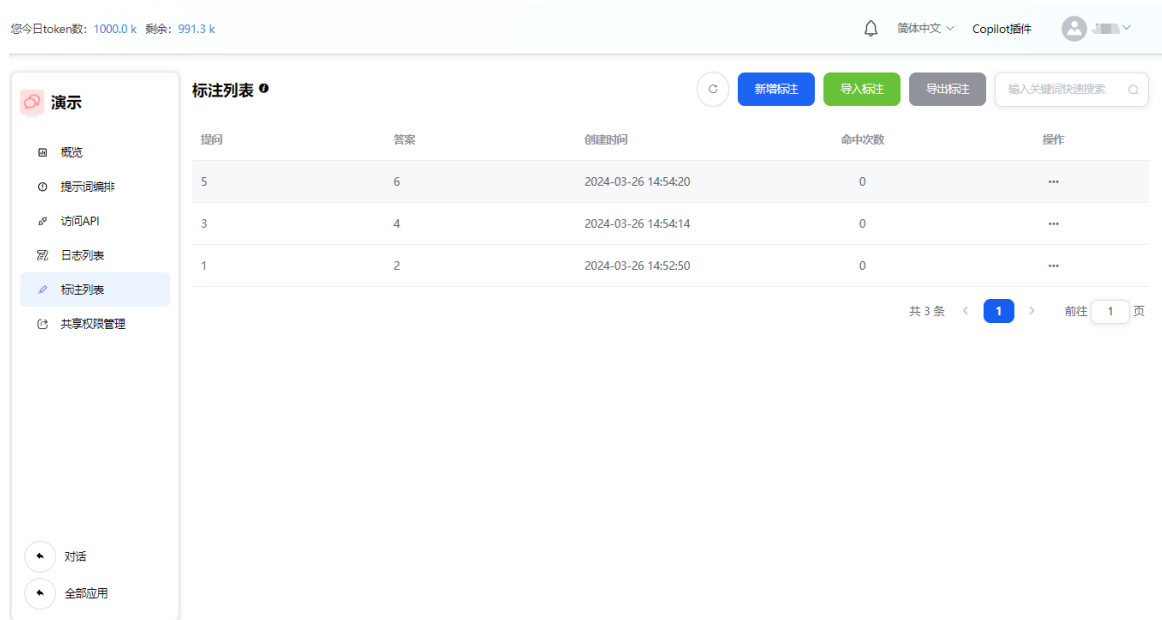 您今日token数: 1000.0 k 剩余: 991.3 k
简体中文
Copilot插件
演示
概览
提示词编排
访问API
日志列表
标注列表
共享权限管理
对话
全部应用
标注列表
新增标注
导入标注
导出标注
输入关键词快速搜索
提问 答案 创建时间 命中次数 操作
5 6 2024-03-26 14:54:20 0 ···
3 4 2024-03-26 14:54:14 0 ···
1 2 2024-03-26 14:52:50 0 ···
共 3 条 < 1 > 前往 1 页